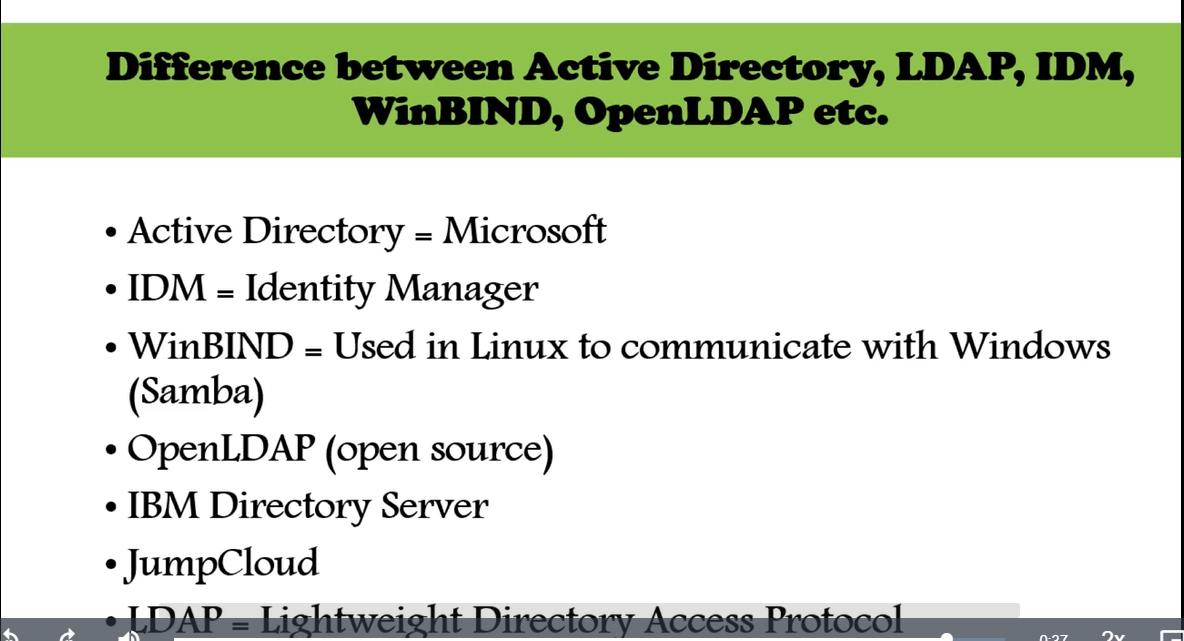 Difference between Active Directory, LDAP, IDM,
WinBIND, OpenLDAP etc.
• Active Directory = Microsoft
• IDM = Identity Manager
• WinBIND = Used in Linux to communicate with Windows
(Samba)
• OpenLDAP (open source)
• IBM Directory Server
• JumpCloud
• LDAP = Lightweight Directory Access Protocol
0:27 2x